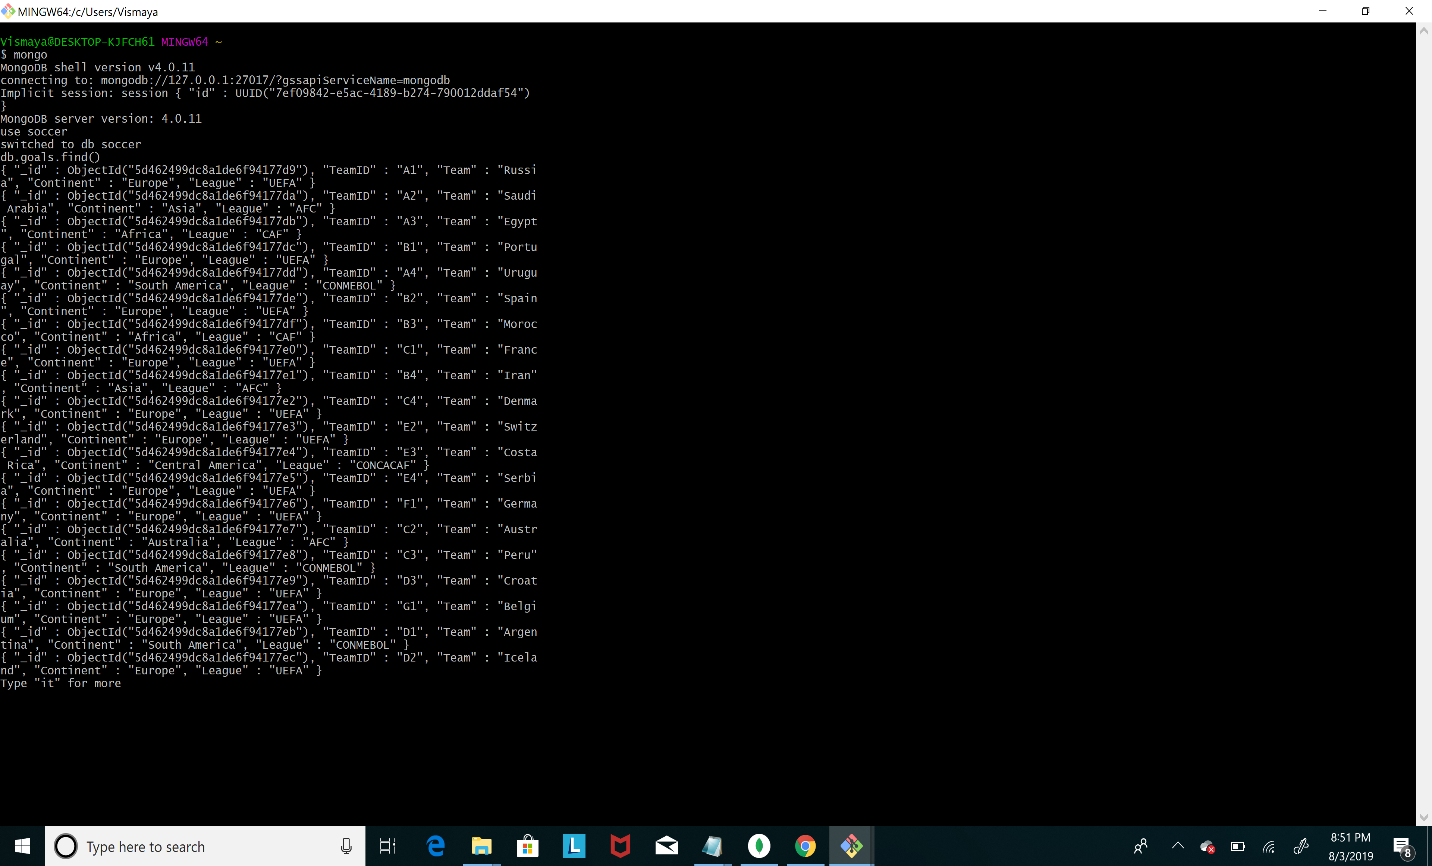 MINGW64:/c/Users/Vismaya
Vismaya@DESKTOP-KJFCH61 MINGW64 ~
$ mongo
MongoDB shell version v4.0.11
connecting to: mongodb://127.0.0.1:27017/?gssapiServiceName=mongodb
Implicit session: session { "id" : UUID("7ef09842-e5ac-4189-b274-790012ddaf54")
}
MongoDB server version: 4.0.11
use soccer
switched to db soccer
db.goals.find()
{ "_id" : ObjectId("5d462499dc8a1de6f94177d9"), "TeamID" : "A1", "Team" : "Russi
a", "Continent" : "Europe", "League" : "UEFA" }
{ "_id" : ObjectId("5d462499dc8a1de6f94177da"), "TeamID" : "A2", "Team" : "Saudi
 Arabia", "Continent" : "Asia", "League" : "AFC" }
{ "_id" : ObjectId("5d462499dc8a1de6f94177db"), "TeamID" : "A3", "Team" : "Egypt
", "Continent" : "Africa", "League" : "CAF" }
{ "_id" : ObjectId("5d462499dc8a1de6f94177dc"), "TeamID" : "B1", "Team" : "Portu
gal", "Continent" : "Europe", "League" : "UEFA" }
{ "_id" : ObjectId("5d462499dc8a1de6f94177dd"), "TeamID" : "A4", "Team" : "Urugu
ay", "Continent" : "South America", "League" : "CONMEBOL" }
{ "_id" : ObjectId("5d462499dc8a1de6f94177de"), "TeamID" : "B2", "Team" : "Spain
", "Continent" : "Europe", "League" : "UEFA" }
{ "_id" : ObjectId("5d462499dc8a1de6f94177df"), "TeamID" : "B3", "Team" : "Moroc
co", "Continent" : "Africa", "League" : "CAF" }
{ "_id" : ObjectId("5d462499dc8a1de6f94177e0"), "TeamID" : "C1", "Team" : "Franc
e", "Continent" : "Europe", "League" : "UEFA" }
{ "_id" : ObjectId("5d462499dc8a1de6f94177e1"), "TeamID" : "B4", "Team" : "Iran"
, "Continent" : "Asia", "League" : "AFC" }
{ "_id" : ObjectId("5d462499dc8a1de6f94177e2"), "TeamID" : "C4", "Team" : "Denma
rk", "Continent" : "Europe", "League" : "UEFA" }
{ "_id" : ObjectId("5d462499dc8a1de6f94177e3"), "TeamID" : "E2", "Team" : "Switz
erland", "Continent" : "Europe", "League" : "UEFA" }
{ "_id" : ObjectId("5d462499dc8a1de6f94177e4"), "TeamID" : "E3", "Team" : "Costa
 Rica", "Continent" : "Central America", "League" : "CONCACAF" }
{ "_id" : ObjectId("5d462499dc8a1de6f94177e5"), "TeamID" : "E4", "Team" : "Serbi
a", "Continent" : "Europe", "League" : "UEFA" }
{ "_id" : ObjectId("5d462499dc8a1de6f94177e6"), "TeamID" : "F1", "Team" : "Germa
ny", "Continent" : "Europe", "League" : "UEFA" }
{ "_id" : ObjectId("5d462499dc8a1de6f94177e7"), "TeamID" : "C2", "Team" : "Austr
alia", "Continent" : "Australia", "League" : "AFC" }
{ "_id" : ObjectId("5d462499dc8a1de6f94177e8"), "TeamID" : "C3", "Team" : "Peru"
, "Continent" : "South America", "League" : "CONMEBOL" }
{ "_id" : ObjectId("5d462499dc8a1de6f94177e9"), "TeamID" : "D3", "Team" : "Croat
ia", "Continent" : "Europe", "League" : "UEFA" }
{ "_id" : ObjectId("5d462499dc8a1de6f94177ea"), "TeamID" : "G1", "Team" : "Belgi
um", "Continent" : "Europe", "League" : "UEFA" }
{ "_id" : ObjectId("5d462499dc8a1de6f94177eb"), "TeamID" : "D1", "Team" : "Argen
tina", "Continent" : "South America", "League" : "CONMEBOL" }
{ "_id" : ObjectId("5d462499dc8a1de6f94177ec"), "TeamID" : "D2", "Team" : "Icela
nd", "Continent" : "Europe", "League" : "UEFA" }
Type "it" for more
Type here to search
L
8:51 PM
8/3/2019
8